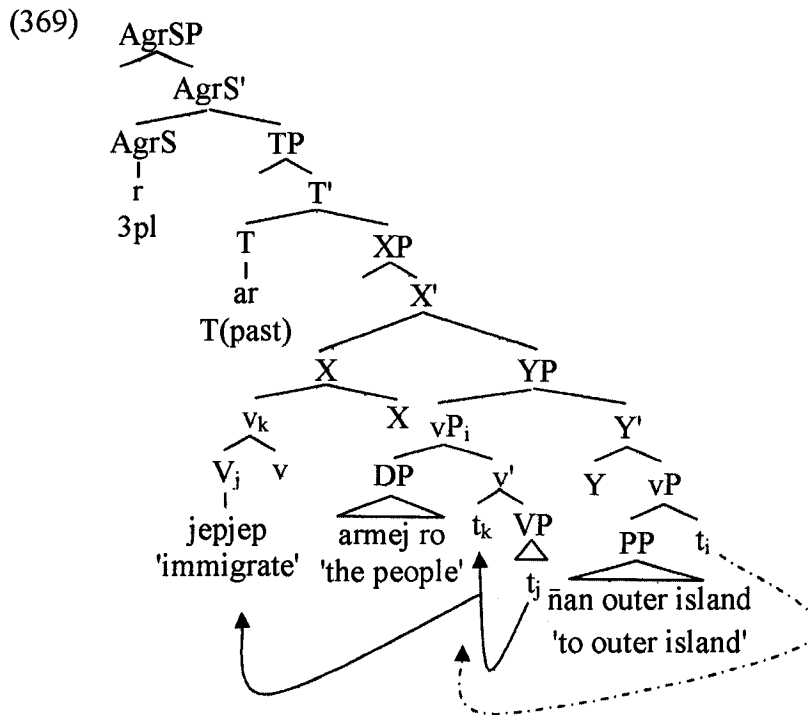 (369)
AgrSP
AgrS'
AgrS TP
r
3pl
T'
T XP
ar
T(past)
X'
X YP
vk X vPi Y'
Vj v DP v' Y vP
jepjep armej ro tk VP PP ti
'immigrate' 'the people'
tj n̄an outer island
'to outer island'